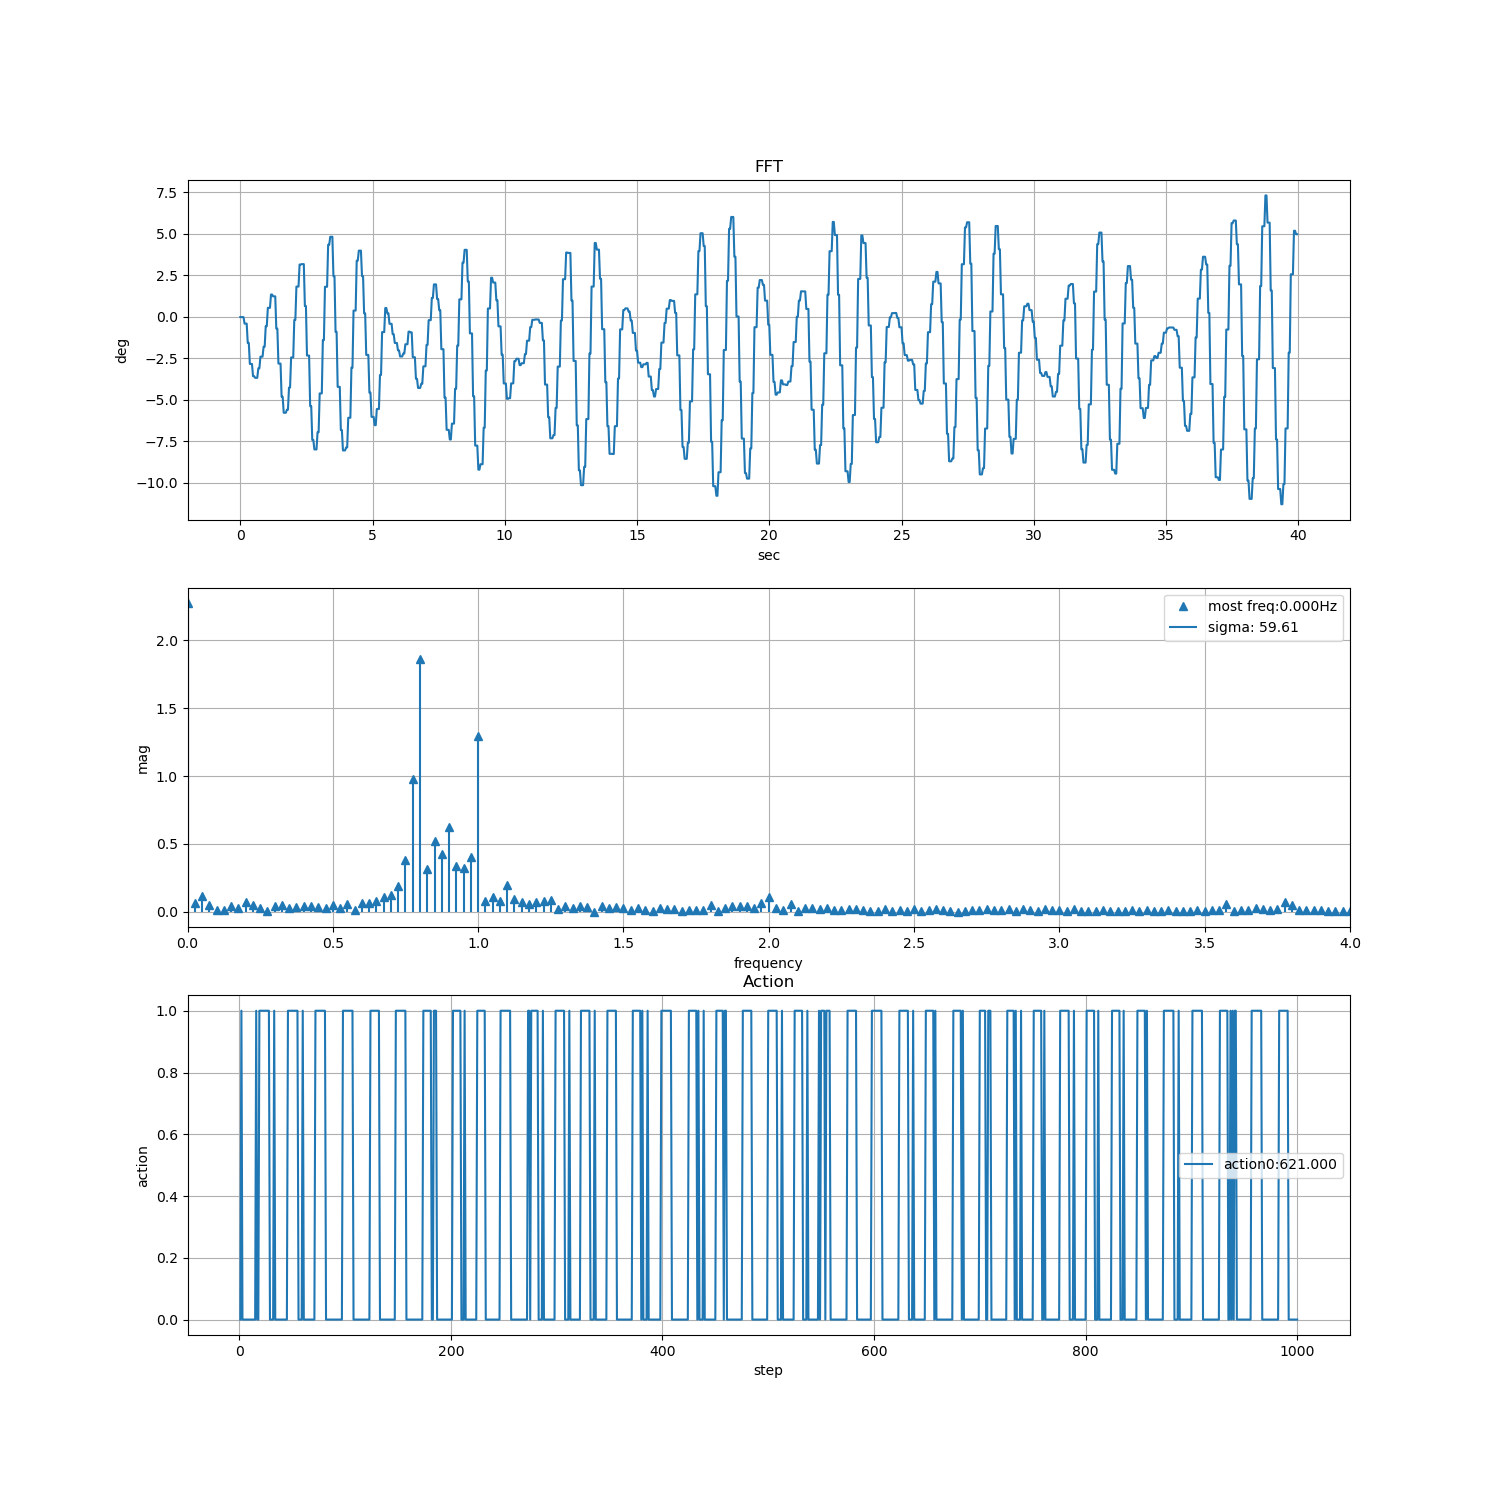 FFT
7.5
5.0
2.5
0.0
−2.5
−5.0
−7.5
−10.0
deg
0 5 10 15 20 25 30 35 40
sec
most freq:0.000Hz
sigma: 59.61
2.0
1.5
1.0
0.5
0.0
mag
0.0 0.5 1.0 1.5 2.0 2.5 3.0 3.5 4.0
frequency
Action
1.0
0.8
0.6
0.4
0.2
0.0
action
action0:621.000
0 200 400 600 800 1000
step